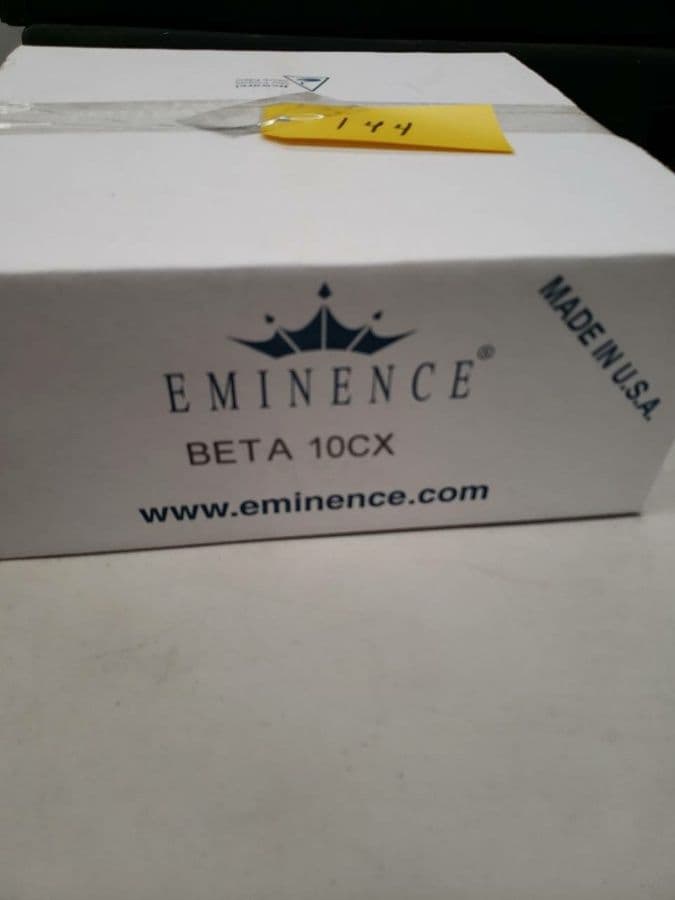 144
EMINENCE®
BETA 10CX
www.eminence.com
MADE IN U.S.A.